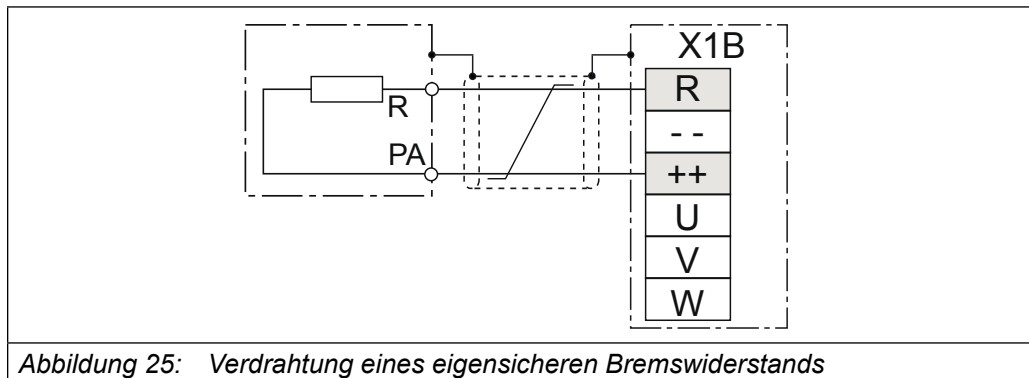 X1B
R
R
- -
PA
++
U
V
W
Abbildung 25: Verdrahtung eines eigensicheren Bremswiderstands